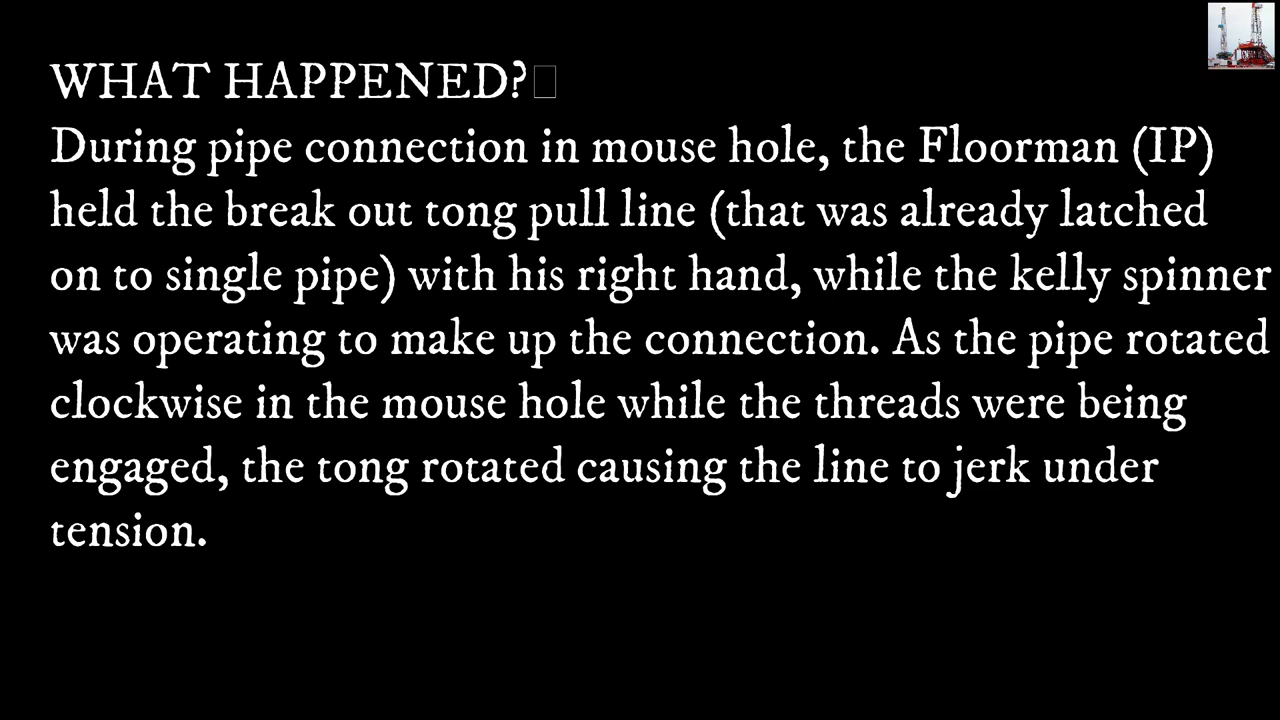 WHAT HAPPENED?
During pipe connection in mouse hole, the Floorman (IP)
held the break out tong pull line (that was already latched
on to single pipe) with his right hand, while the kelly spinner
was operating to make up the connection. As the pipe rotated
clockwise in the mouse hole while the threads were being
engaged, the tong rotated causing the line to jerk under
tension.